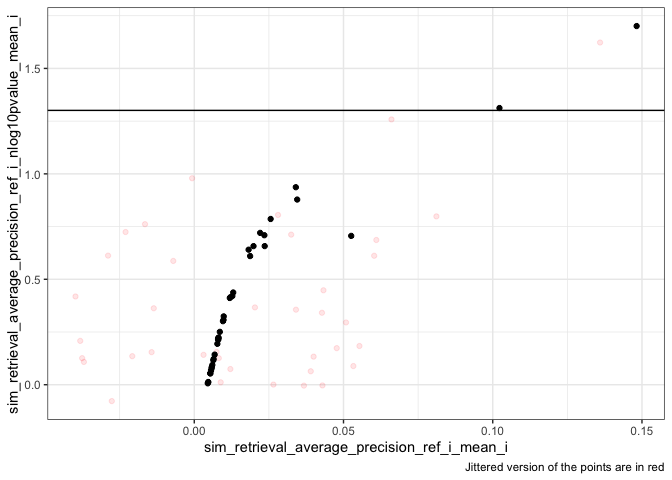 sim_retrieval_average_precision_ref_i_nlog10pvalue_mean_i
1.5
1.0
0.5
0.0
0.00
0.05
0.10
0.15
sim_retrieval_average_precision_ref_i_mean_i
Jittered version of the points are in red